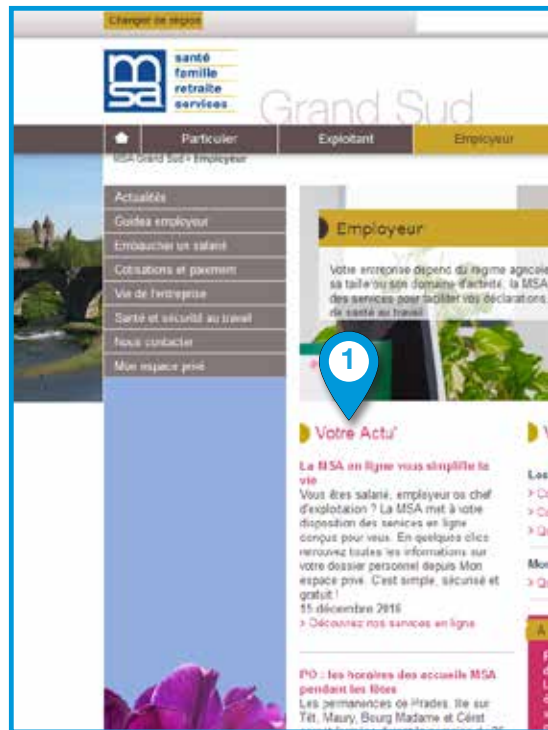 Changer de région
msa
santé
famille
retraite
services
Grand Sud
Particulier
Exploitant
Employeur
MSA Grand Sud > Employeur
Actualités
Guides employeur
Embaucher un salarié
Cotisations et paiement
Vie de l'entreprise
Santé et sécurité au travail
Nous contacter
Mon espace privé
Employeur
Votre entreprise dépend du régime agricole
sa taille ou son domaine d'activité, la MSA
des services pour faciliter vos déclarations
de santé au travail
1
Votre Actu'
La MSA en ligne vous simplifie la
vie
Vous êtes salarié, employeur ou chef
d'exploitation ? La MSA met à votre
disposition des services en ligne
conçus pour vous. En quelques clics
retrouvez toutes les informations sur
votre dossier personnel depuis Mon
espace privé. C'est simple, sécurisé et
gratuit !
15 décembre 2016
> Découvrez nos services en ligne
PO : les horaires des accueils MSA
pendant les fêtes
Les permanences de Prades, Ille sur
Têt, Maury, Bourg Madame et Céret